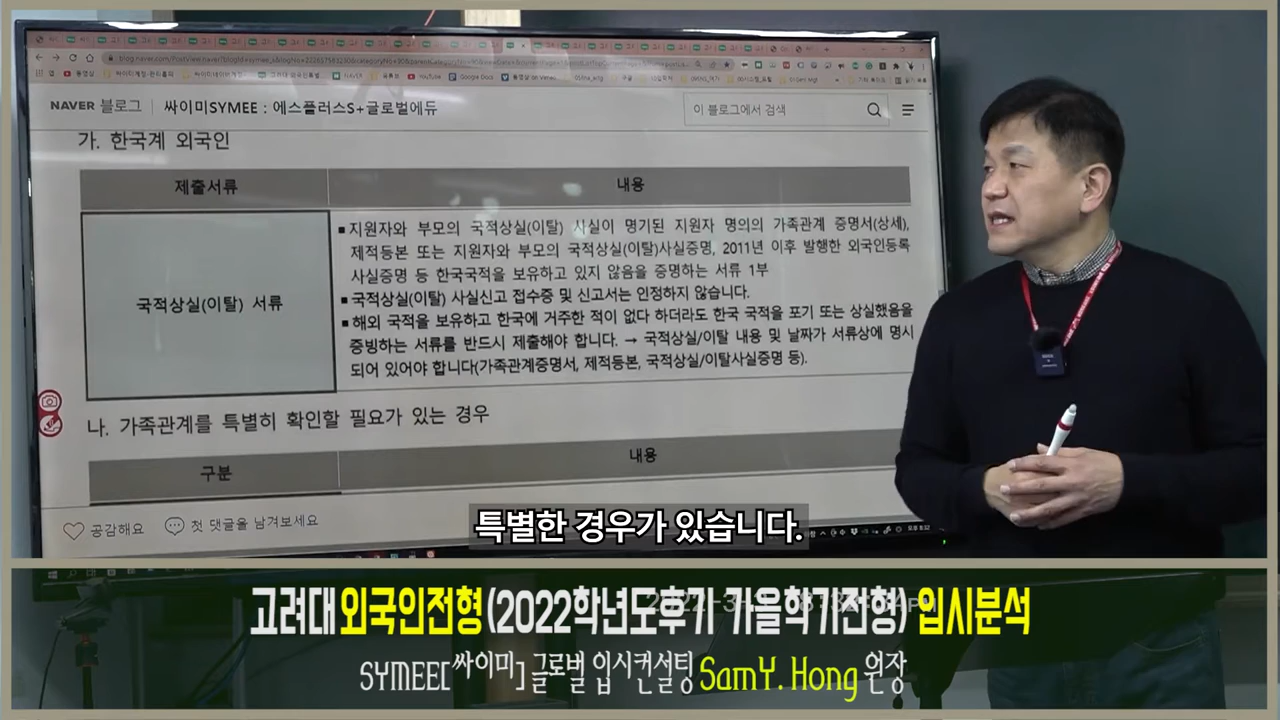 NAVER 블로그 | 싸이미SYMEE : 에스플러스S+글로벌에듀
이 블로그에서 검색
가. 한국계 외국인
제출서류 내용
국적상실(이탈) 서류
■ 지원자와 부모의 국적상실(이탈) 사실이 명기된 지원자 명의의 가족관계 증명서(상세),
제적등본 또는 지원자와 부모의 국적상실(이탈)사실증명, 2011년 이후 발행한 외국인등록
사실증명 등 한국국적을 보유하고 있지 않음을 증명하는 서류 1부
■ 국적상실(이탈) 사실신고 접수증 및 신고서는 인정하지 않습니다.
■ 해외 국적을 보유하고 한국에 거주한 적이 없다 하더라도 한국 국적을 포기 또는 상실했음을
증빙하는 서류를 반드시 제출해야 합니다. → 국적상실/이탈 내용 및 날짜가 서류상에 명시
되어 있어야 합니다(가족관계증명서, 제적등본, 국적상실/이탈사실증명 등).
나. 가족관계를 특별히 확인할 필요가 있는 경우
구분 내용
공감해요 첫 댓글을 남겨보세요
특별한 경우가 있습니다.
고려대 외국인전형 (2022학년도후기 가을학기전형) 입시분석
SYMEE[싸이미] 글로벌 입시컨설팅 SamY. Hong 원장